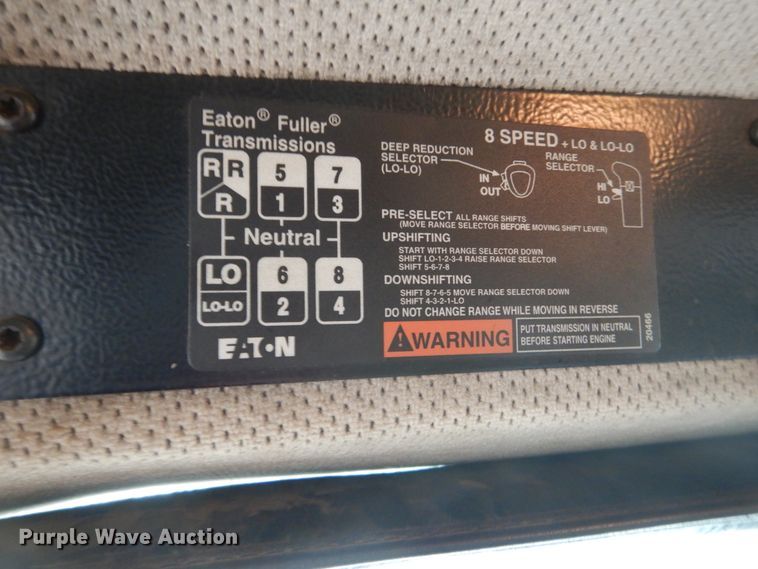 Eaton® Fuller®
Transmissions
R R 5 7
R 1 3
Neutral
LO 6 8
LO-LO 2 4
EATON
8 SPEED + LO & LO-LO
DEEP REDUCTION
SELECTOR
(LO-LO)
IN
OUT
RANGE
SELECTOR
HI
LO
PRE-SELECT ALL RANGE SHIFTS
(MOVE RANGE SELECTOR BEFORE MOVING SHIFT LEVER)
UPSHIFTING
START WITH RANGE SELECTOR DOWN
SHIFT LO-1-2-3-4 RAISE RANGE SELECTOR
SHIFT 5-6-7-8
DOWNSHIFTING
SHIFT 8-7-6-5 MOVE RANGE SELECTOR DOWN
SHIFT 4-3-2-1-LO
DO NOT CHANGE RANGE WHILE MOVING IN REVERSE
WARNING
PUT TRANSMISSION IN NEUTRAL
BEFORE STARTING ENGINE
20466
Purple Wave Auction